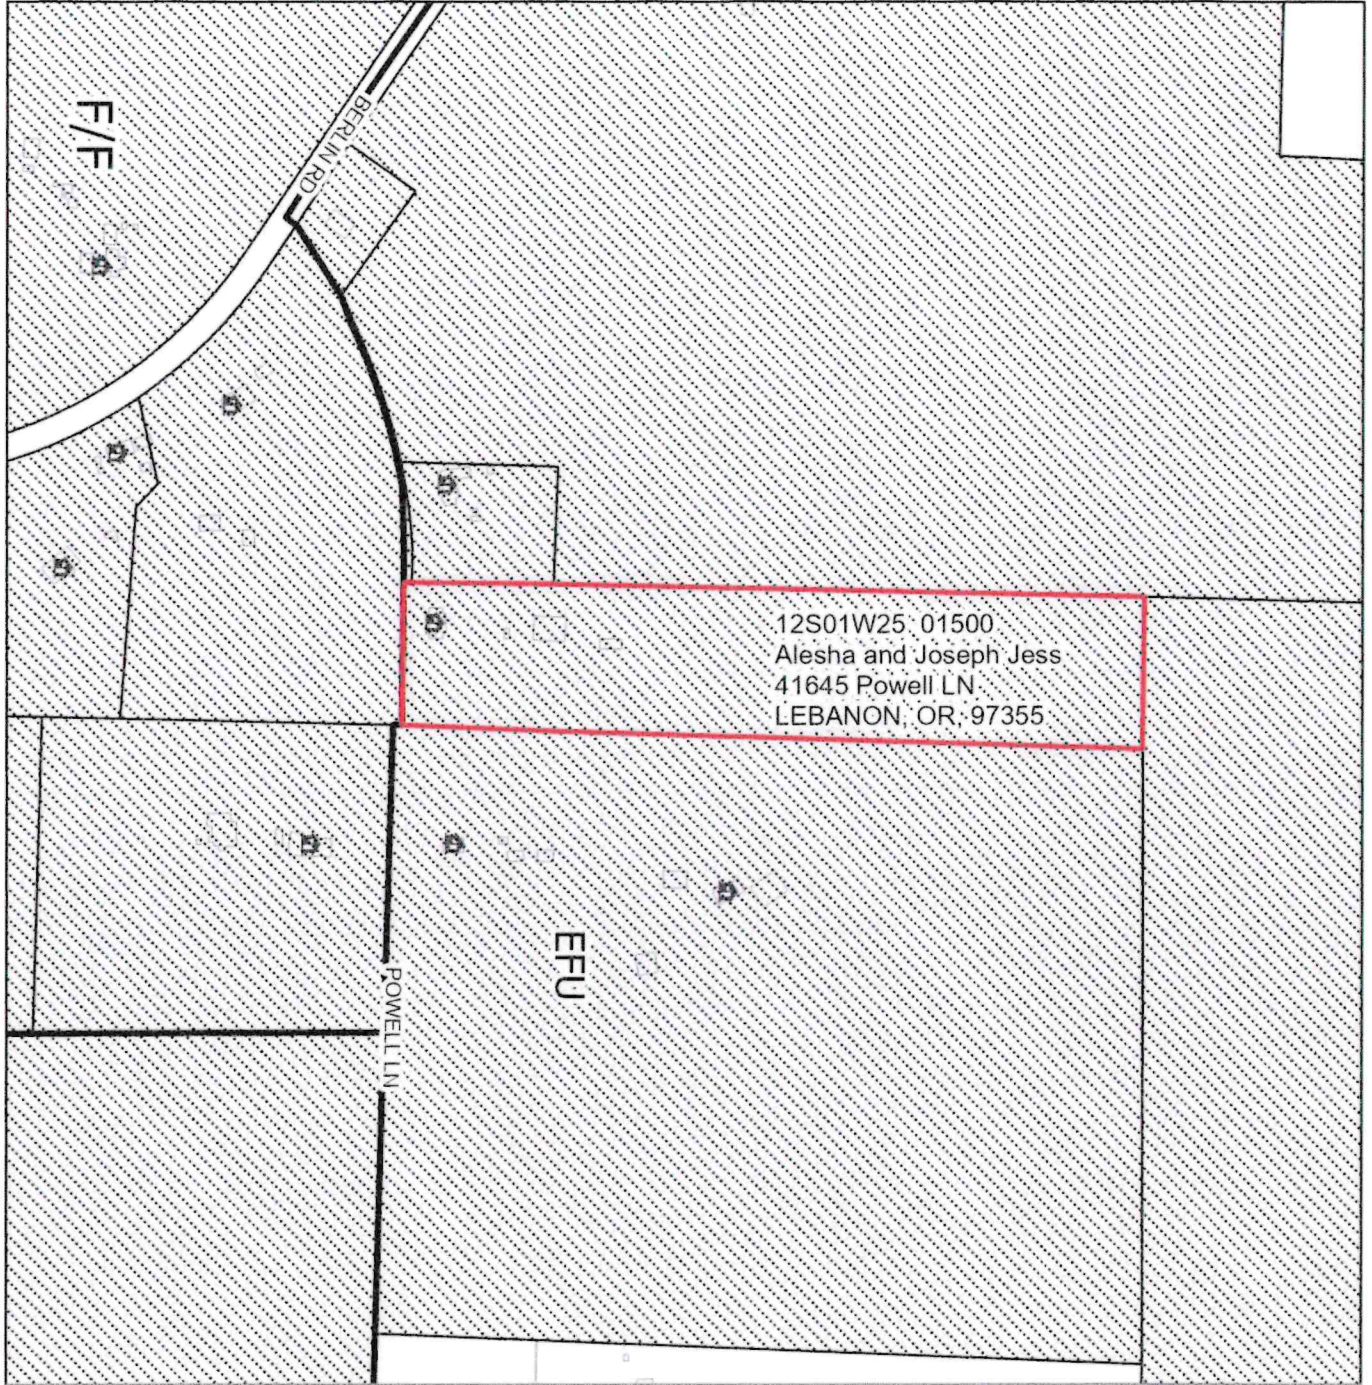 F/F
BERLIN RD
12S01W25 01500
Alesha and Joseph Jess
41645 Powell LN
LEBANON, OR, 97355
EFU
POWELL LN